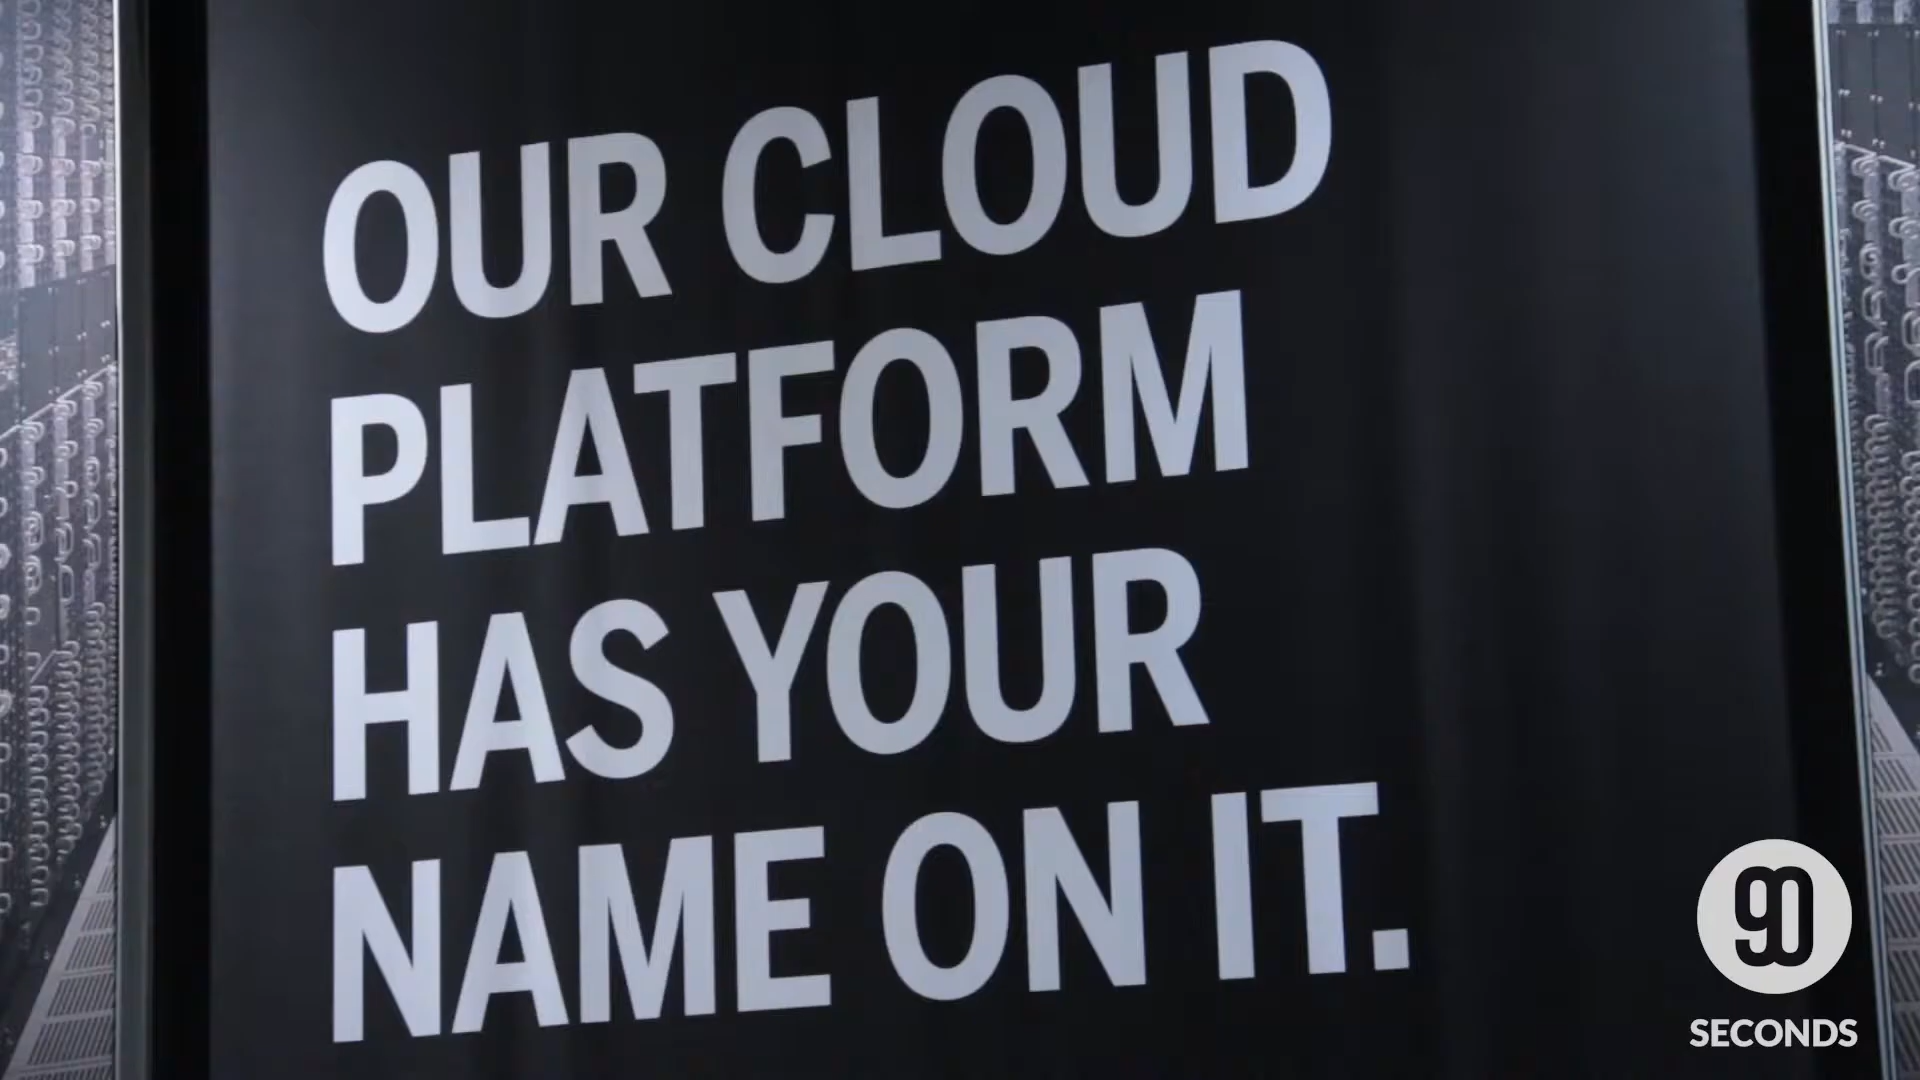 OUR CLOUD
PLATFORM
HAS YOUR
NAME ON IT.
90
SECONDS